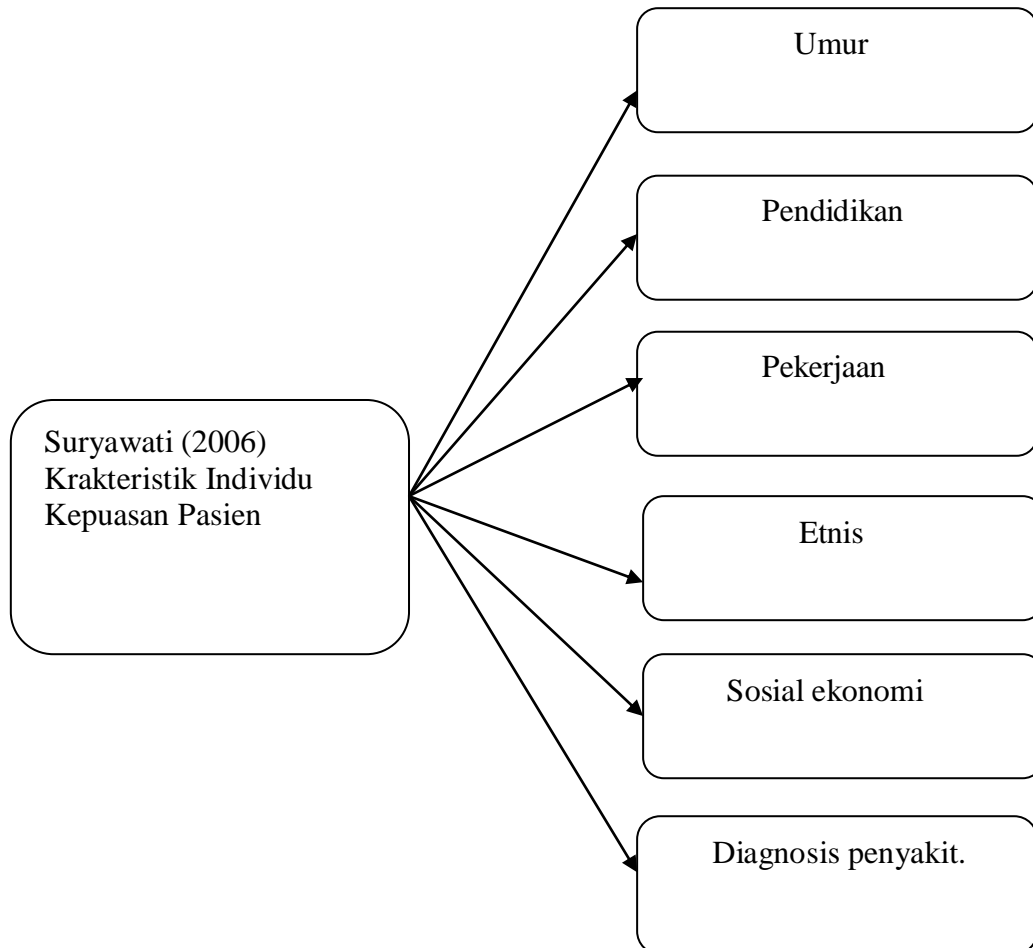 Umur
Pendidikan
Pekerjaan
Suryawati (2006)
Krakteristik Individu
Kepuasan Pasien
Etnis
Sosial ekonomi
Diagnosis penyakit.